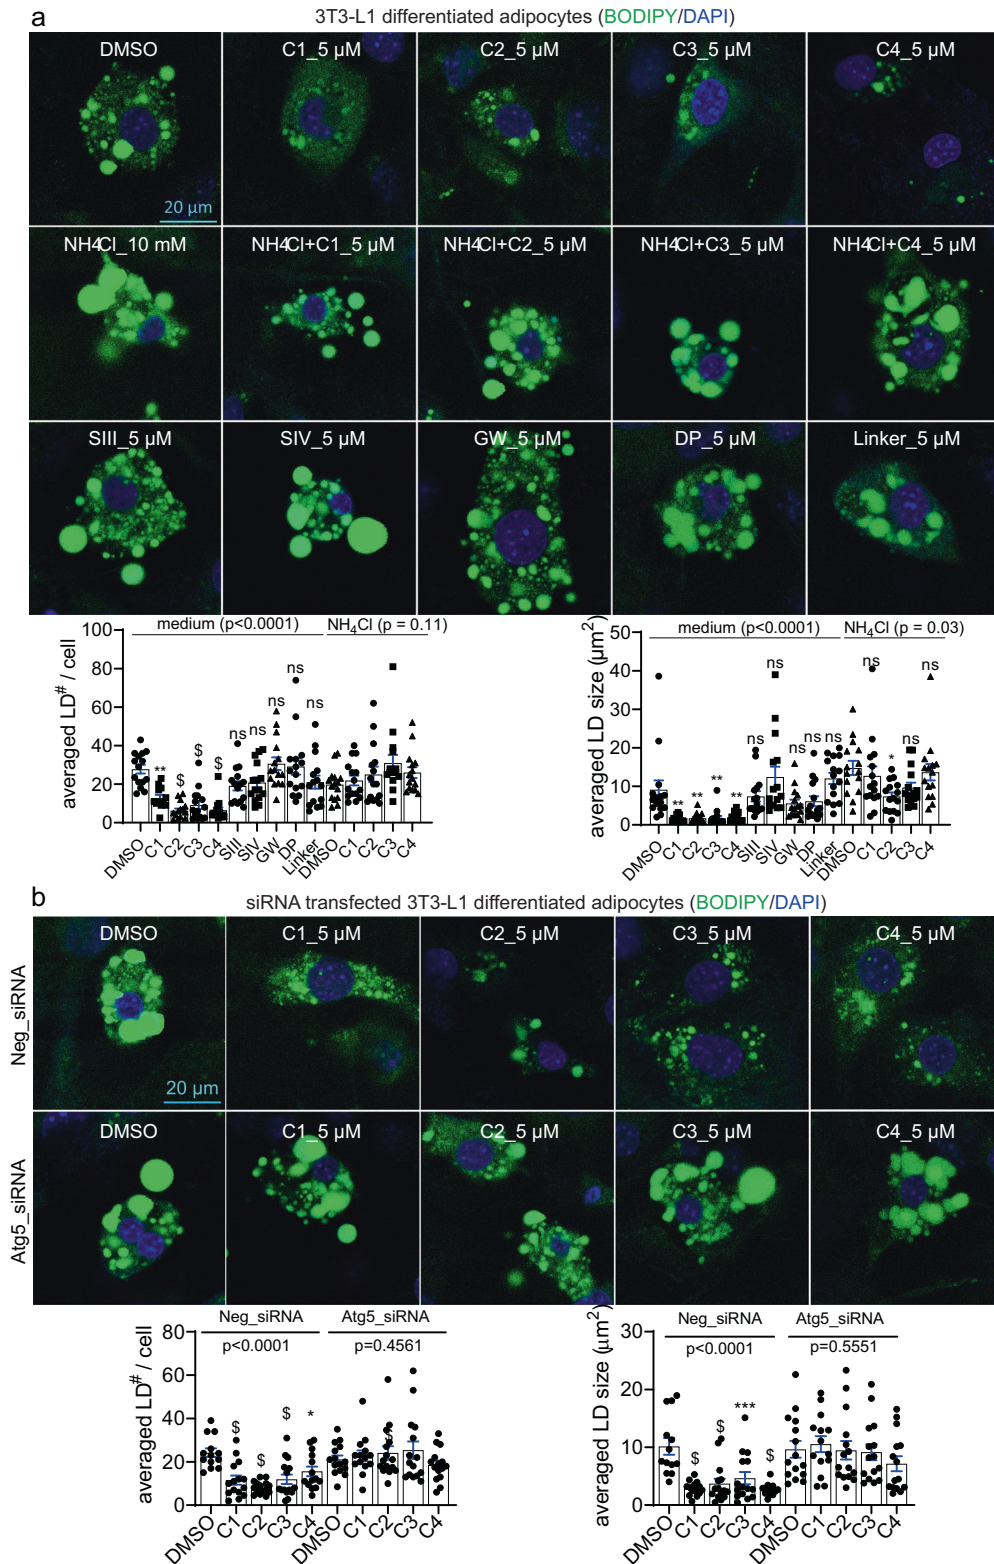 a
3T3-L1 differentiated adipocytes (BODIPY/DAPI)
DMSO C1_5 µM C2_5 µM C3_5 µM C4_5 µM
20 µm
NH4Cl_10 mM NH4Cl+C1_5 µM NH4Cl+C2_5 µM NH4Cl+C3_5 µM NH4Cl+C4_5 µM
SIII_5 µM SIV_5 µM GW_5 µM DP_5 µM Linker_5 µM
averaged LD# / cell
medium (p<0.0001) NH4Cl (p = 0.11)
100
80
60
40
20
0
** $ $ $ ns ns ns ns ns
DMSO C1 C2 C3 C4 SIII SIV GW DP Linker DMSO C1 C2 C3 C4
averaged LD size (µm²)
medium (p<0.0001) NH4Cl (p = 0.03)
50
40
30
20
10
0
** ** ** ** ns ns ns ns ns ns * ns ns
DMSO C1 C2 C3 C4 SIII SIV GW DP Linker DMSO C1 C2 C3 C4
b
siRNA transfected 3T3-L1 differentiated adipocytes (BODIPY/DAPI)
Neg_siRNA
DMSO C1_5 µM C2_5 µM C3_5 µM C4_5 µM
20 µm
Atg5_siRNA
DMSO C1_5 µM C2_5 µM C3_5 µM C4_5 µM
averaged LD# / cell
Neg_siRNA Atg5_siRNA
p<0.0001 p=0.4561
80
60
40
20
0
$ $ $ *
DMSO C1 C2 C3 C4 DMSO C1 C2 C3 C4
averaged LD size (µm²)
Neg_siRNA Atg5_siRNA
p<0.0001 p=0.5551
30
20
10
0
$ $ *** $
DMSO C1 C2 C3 C4 DMSO C1 C2 C3 C4